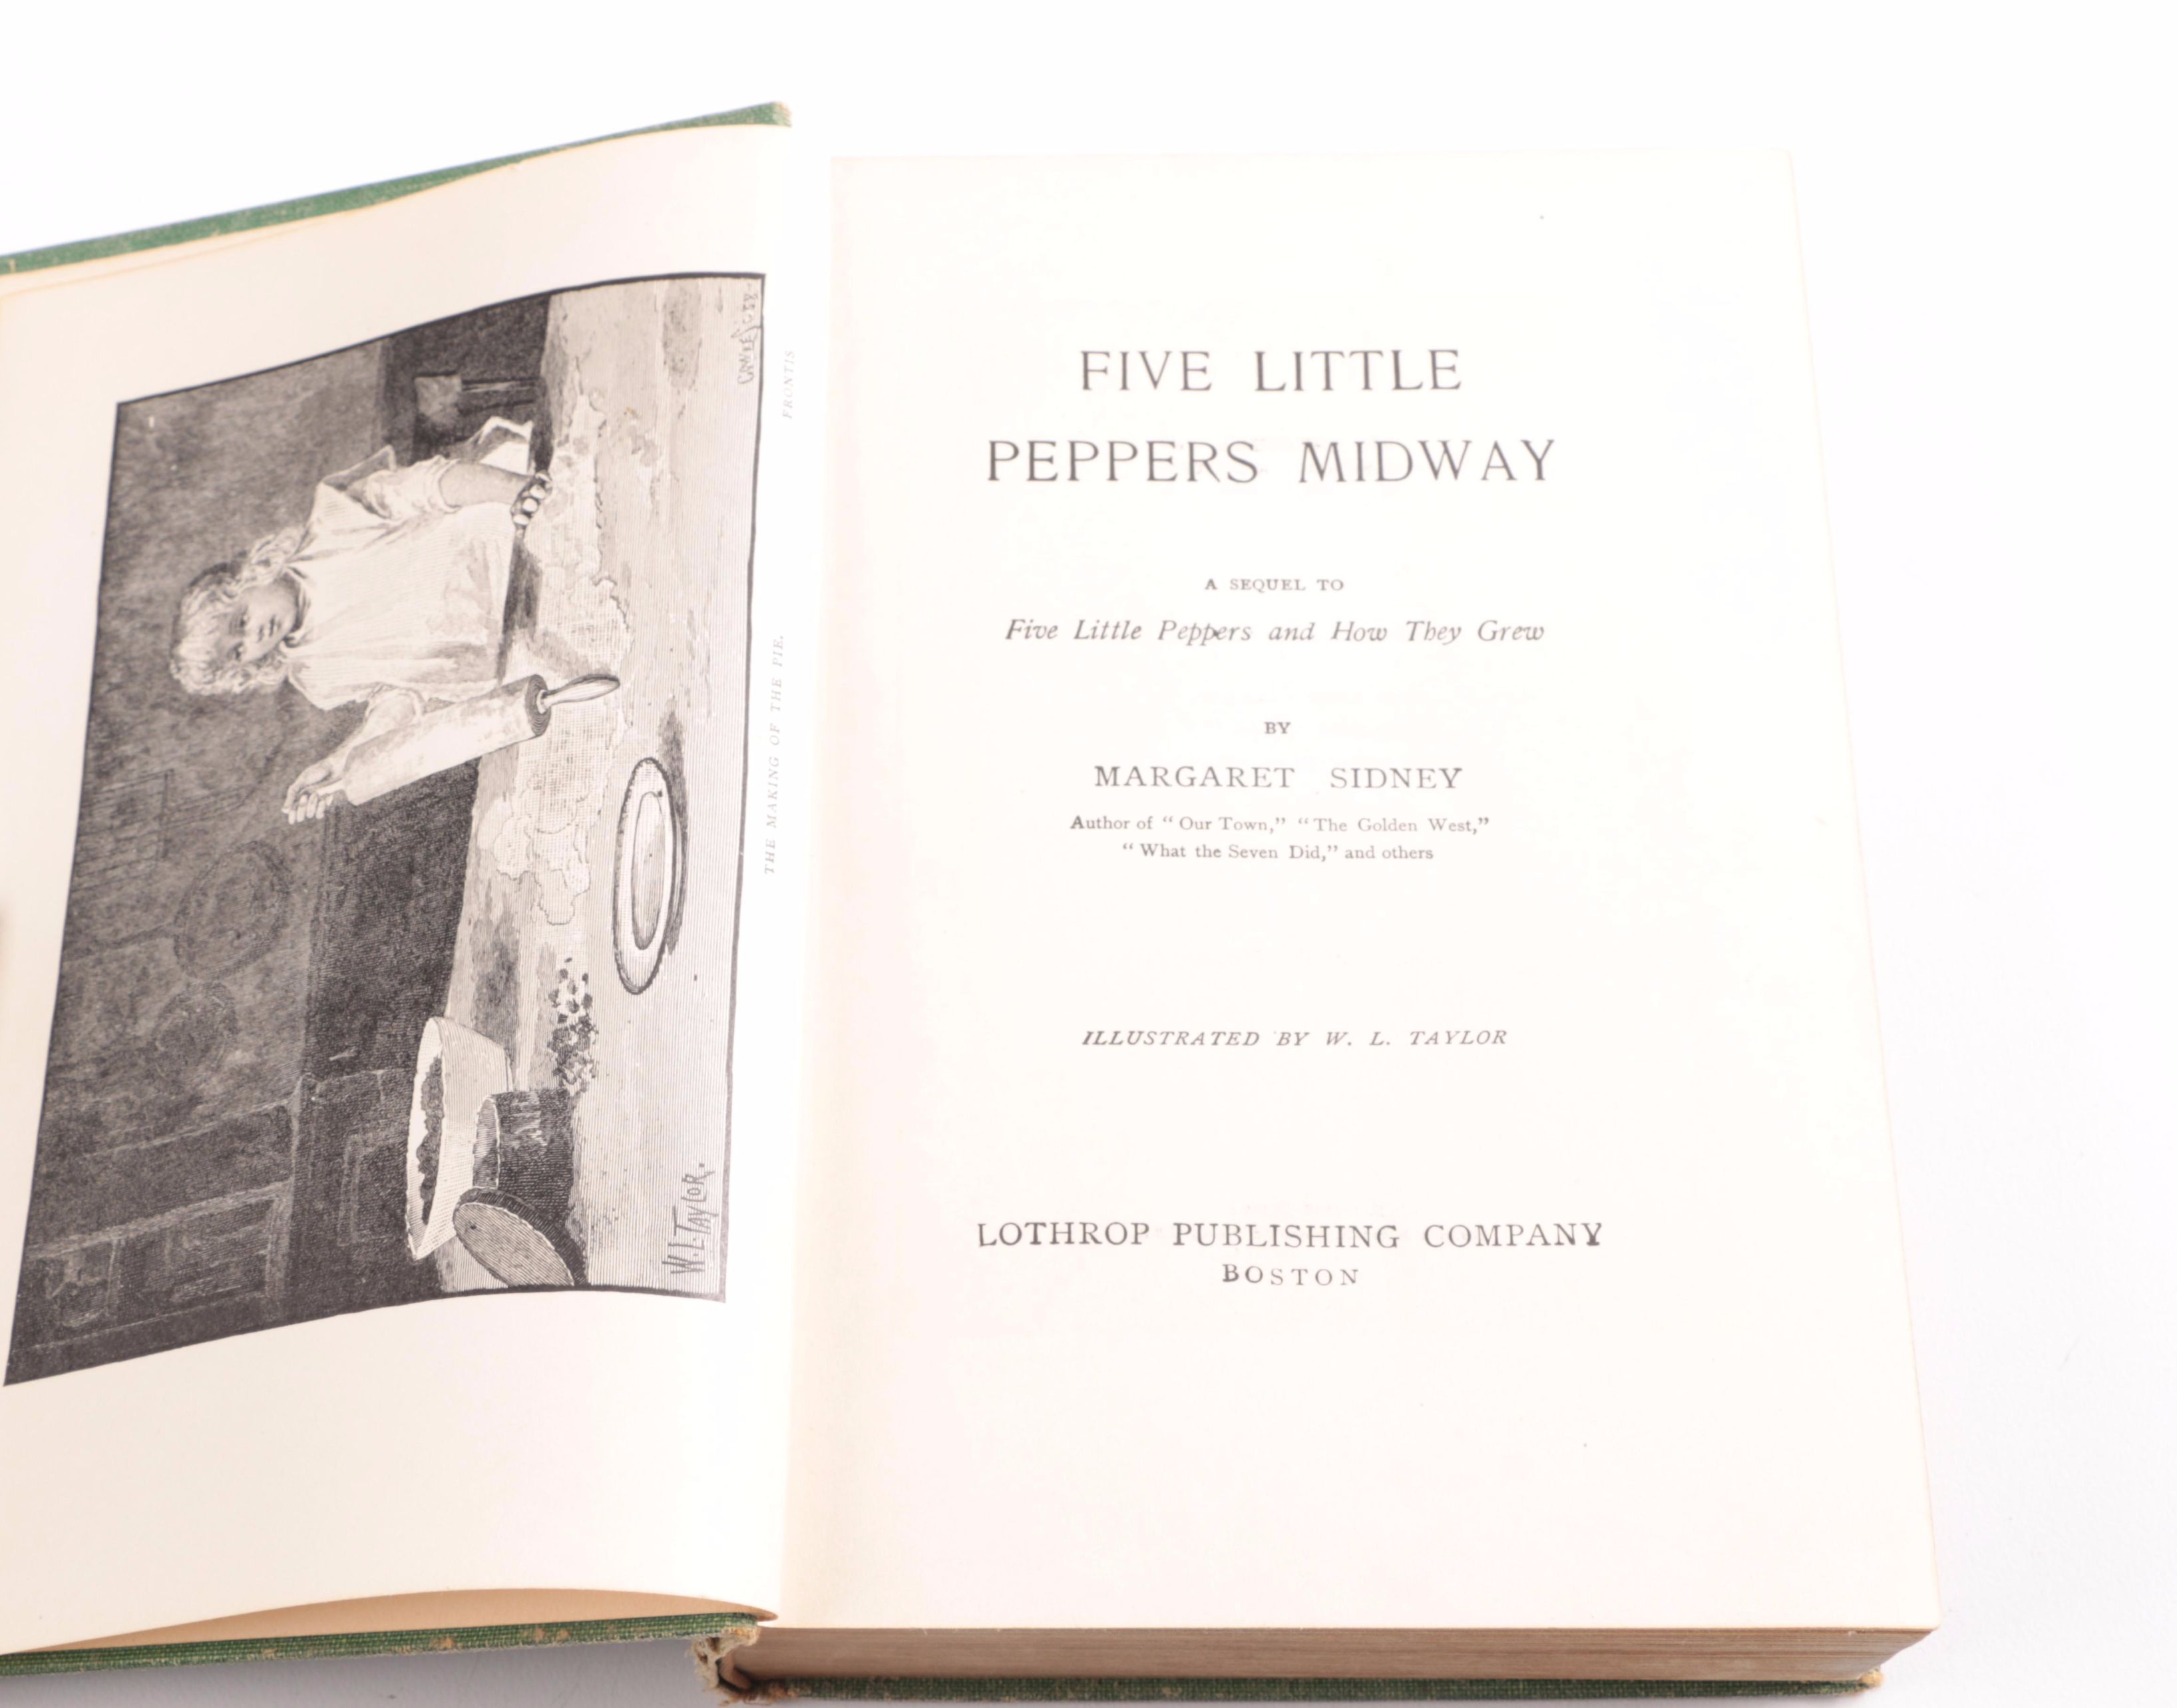 W.L.TAYLOR.
FRONTIS
THE MAKING OF THE PIE.
FIVE LITTLE
PEPPERS MIDWAY
A SEQUEL TO
Five Little Peppers and How They Grew
BY
MARGARET SIDNEY
Author of “Our Town,” “The Golden West,”
“What the Seven Did,” and others
ILLUSTRATED BY W. L. TAYLOR
LOTHROP PUBLISHING COMPANY
BOSTON